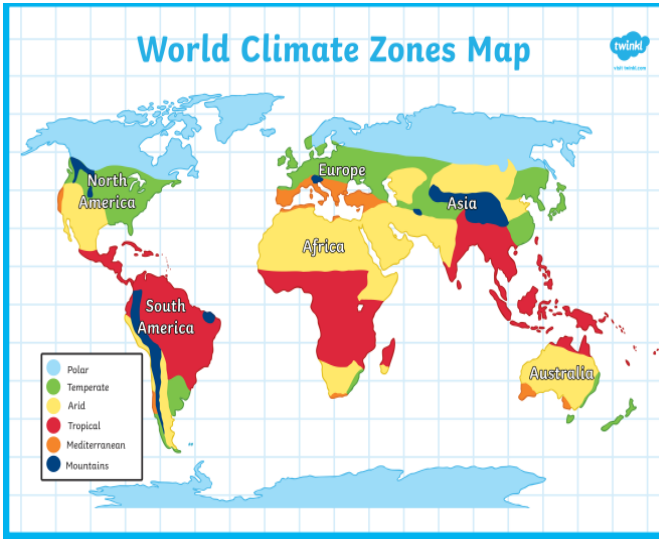 World Climate Zones Map
twinkl
visit twinkl.com
North
America
Europe
Asia
Africa
South
America
Australia
Polar
Temperate
Arid
Tropical
Mediterranean
Mountains